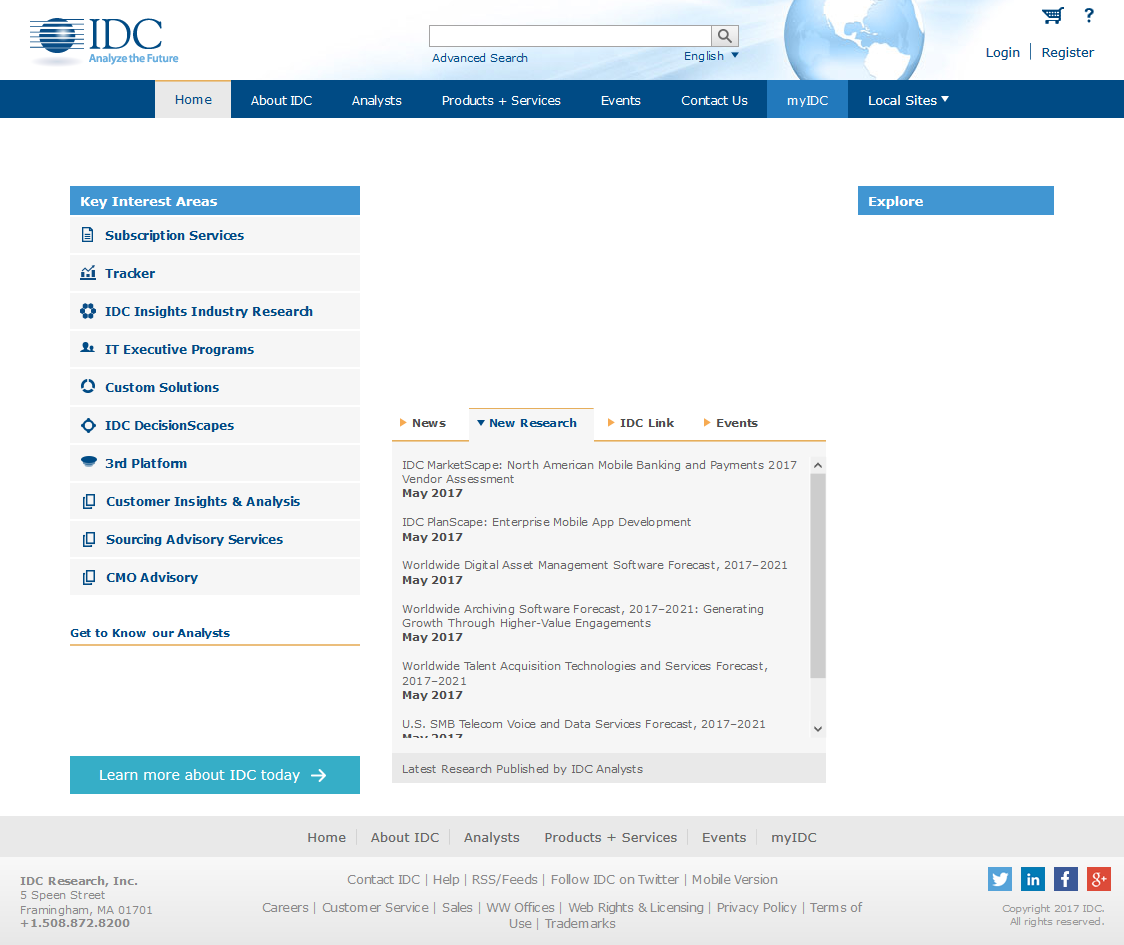 IDC
Analyze the Future
Advanced Search
English
?
Login
Register
Home
About IDC
Analysts
Products + Services
Events
Contact Us
myIDC
Local Sites
Key Interest Areas
Subscription Services
Tracker
IDC Insights Industry Research
IT Executive Programs
Custom Solutions
IDC DecisionScapes
3rd Platform
Customer Insights & Analysis
Sourcing Advisory Services
CMO Advisory
Get to Know our Analysts
Learn more about IDC today
News
New Research
IDC Link
Events
IDC MarketScape: North American Mobile Banking and Payments 2017
Vendor Assessment
May 2017
IDC PlanScape: Enterprise Mobile App Development
May 2017
Worldwide Digital Asset Management Software Forecast, 2017–2021
May 2017
Worldwide Archiving Software Forecast, 2017–2021: Generating
Growth Through Higher-Value Engagements
May 2017
Worldwide Talent Acquisition Technologies and Services Forecast,
2017–2021
May 2017
U.S. SMB Telecom Voice and Data Services Forecast, 2017–2021
May 2017
Latest Research Published by IDC Analysts
Explore
Home
About IDC
Analysts
Products + Services
Events
myIDC
IDC Research, Inc.
5 Speen Street
Framingham, MA 01701
+1.508.872.8200
Contact IDC | Help | RSS/Feeds | Follow IDC on Twitter | Mobile Version
Careers | Customer Service | Sales | WW Offices | Web Rights & Licensing | Privacy Policy | Terms of
Use | Trademarks
in
f
g+
Copyright 2017 IDC.
All rights reserved.